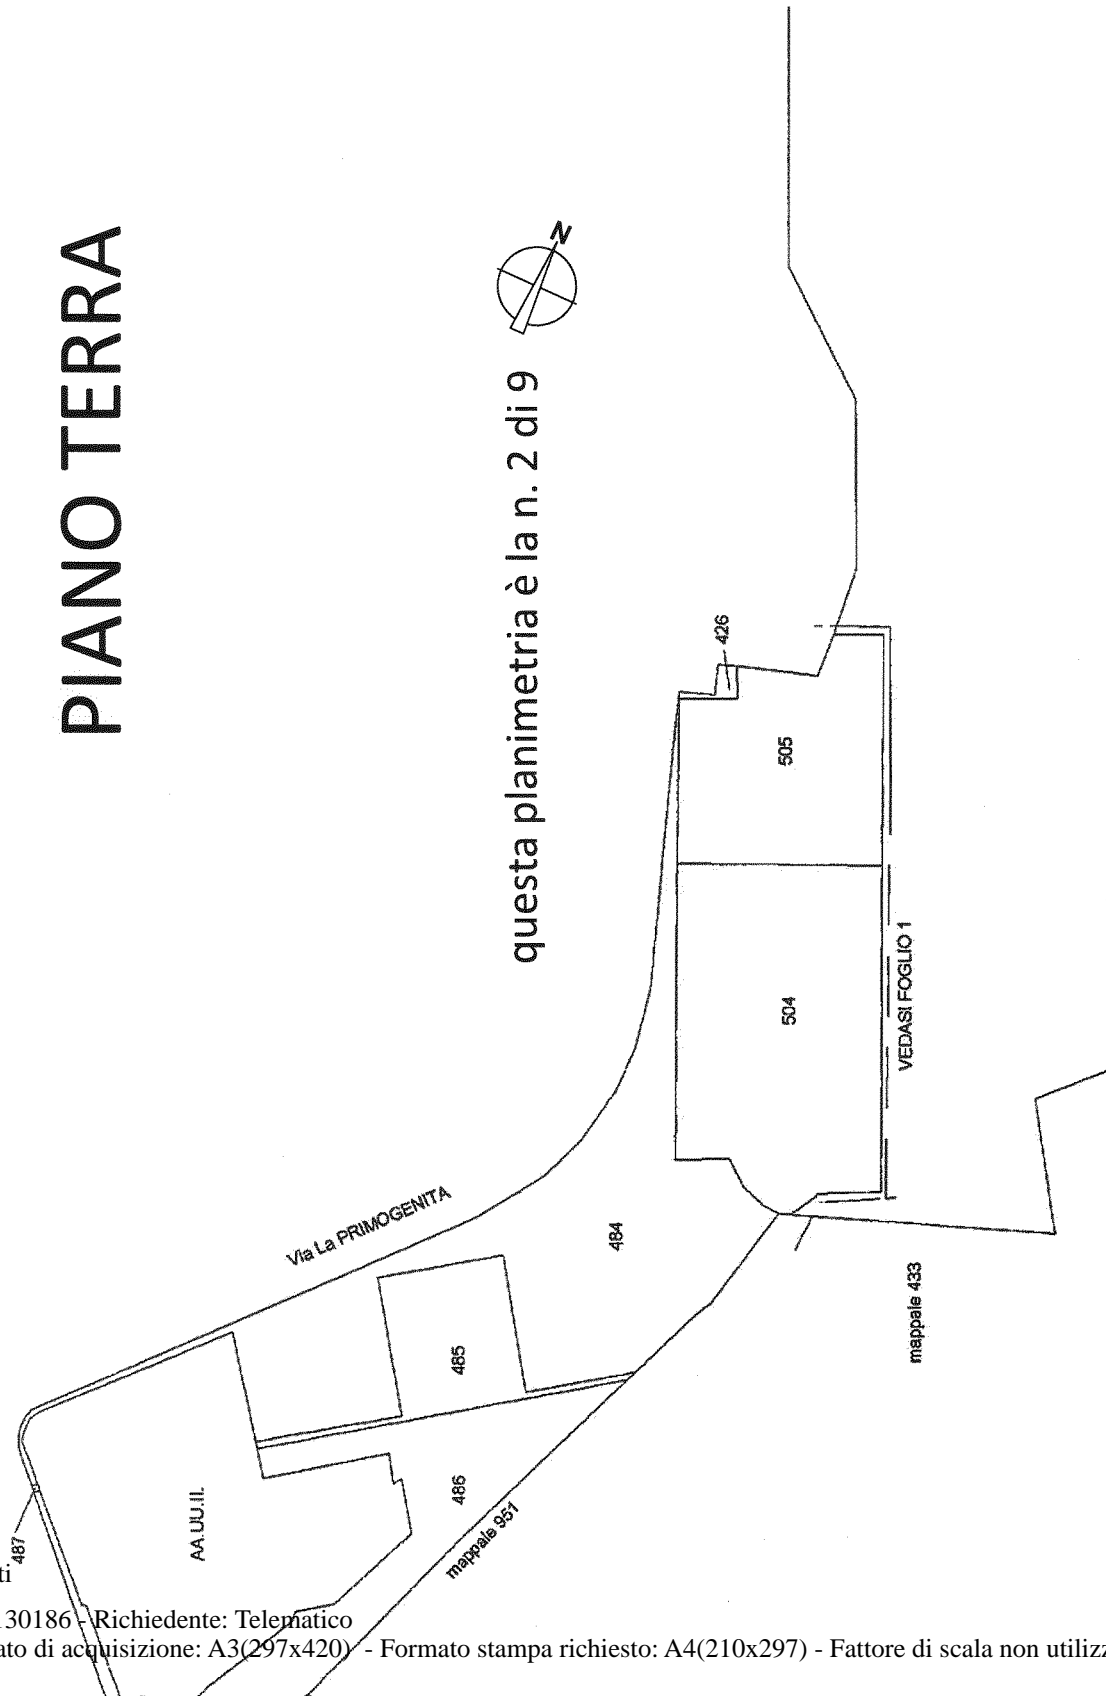 PIANO TERRA
N
questa planimetria è la n. 2 di 9
426
505
504
VEDASI FOGLIO 1
Via La PRIMOGENITA
484
485
mappale 433
486
mappale 951
AA.UU.II.
487
ti
130186 - Richiedente: Telematico
ato di acquisizione: A3(297x420) - Formato stampa richiesto: A4(210x297) - Fattore di scala non utilizz